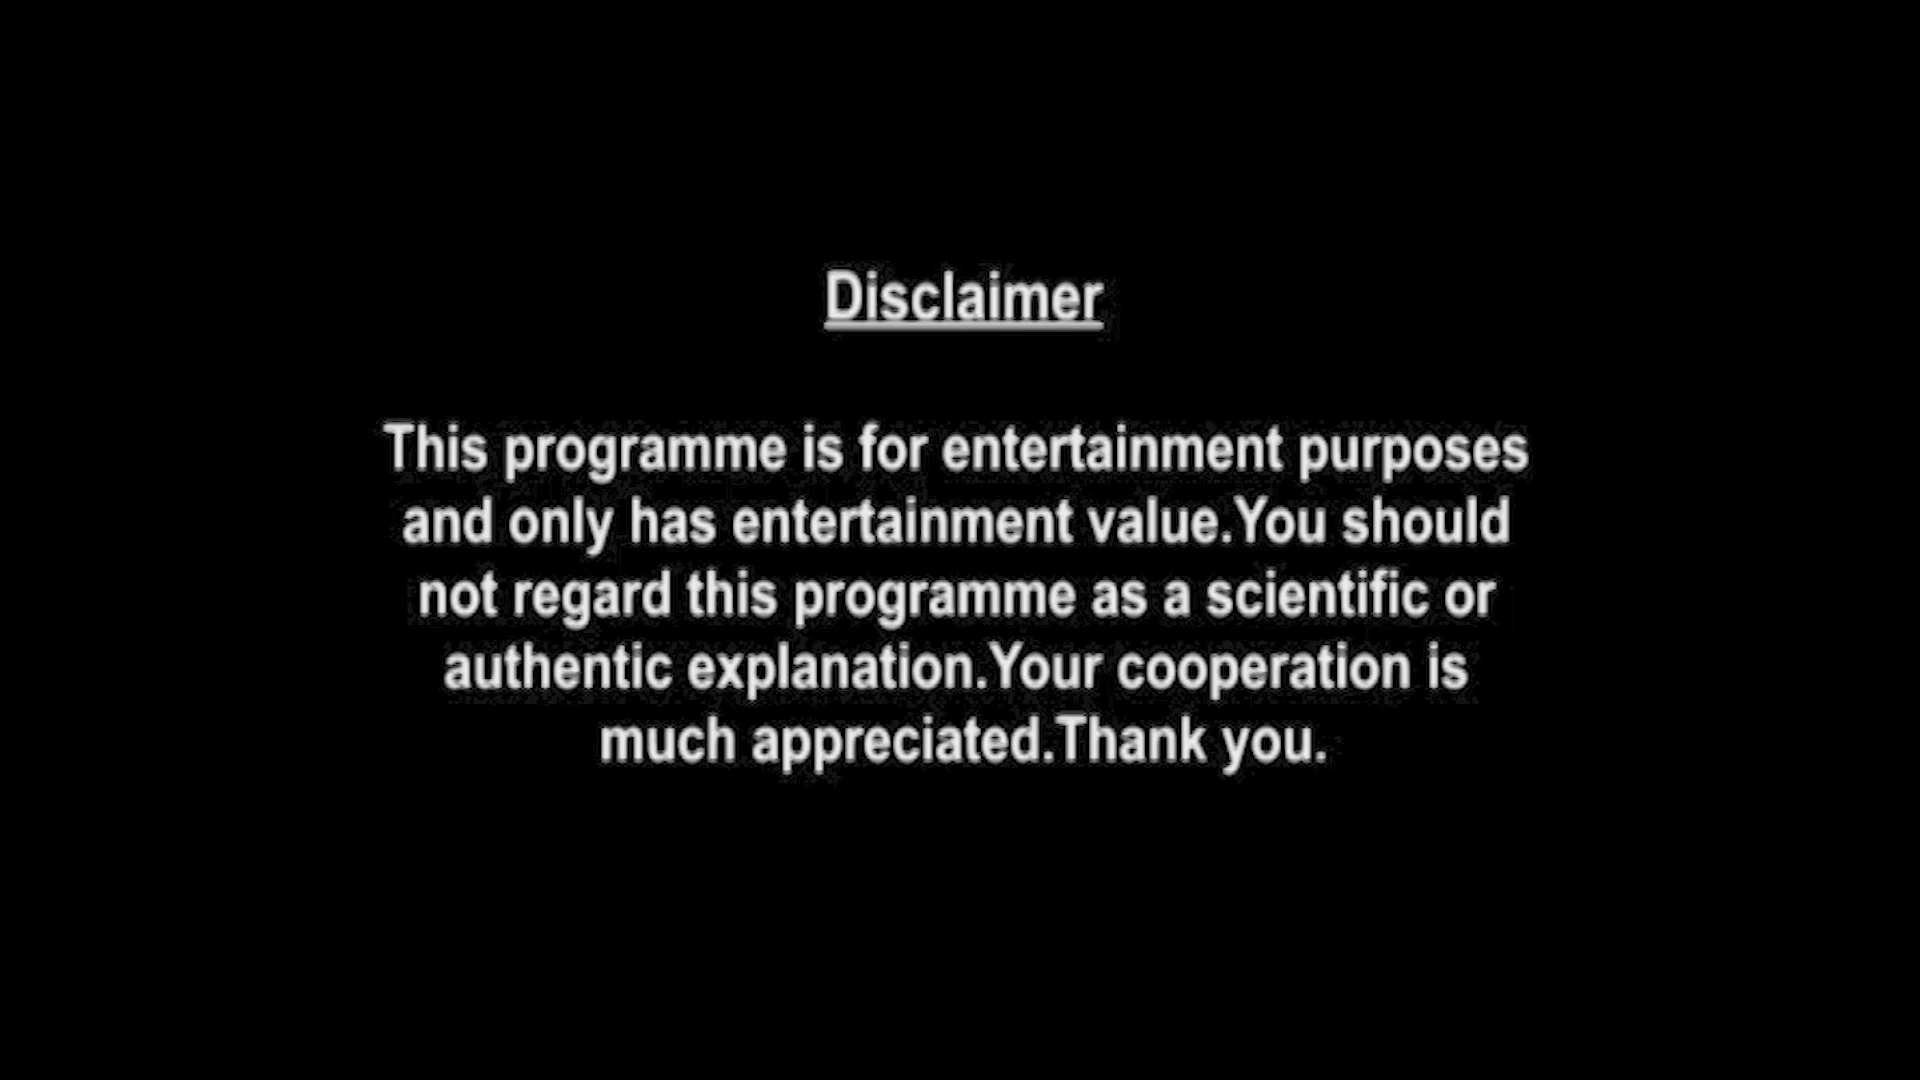 Disclaimer
This programme is for entertainment purposes
and only has entertainment value.You should
not regard this programme as a scientific or
authentic explanation.Your cooperation is
much appreciated.Thank you.